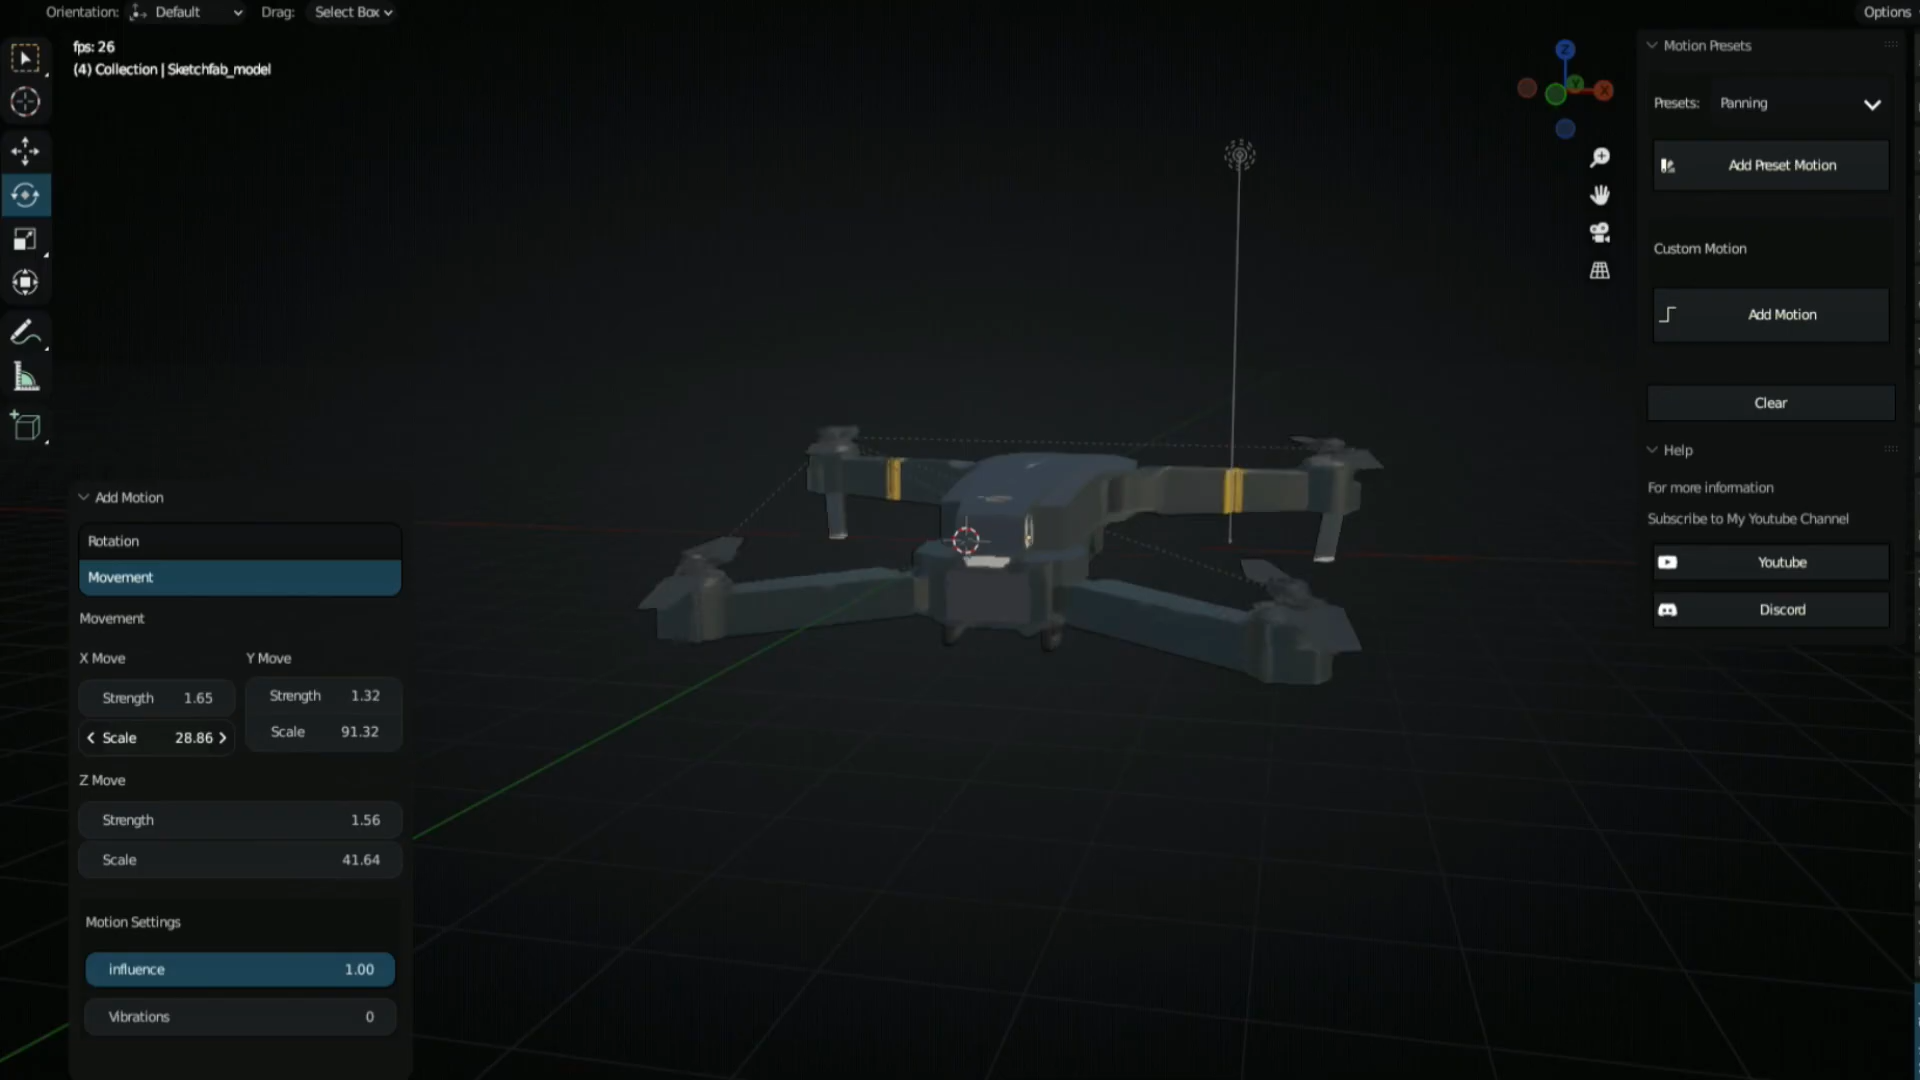 Orientation: Default Drag: Select Box Options
fps: 26
(4) Collection | Sketchfab_model
Z
Y
X
Motion Presets
Presets: Panning
Add Preset Motion
Custom Motion
Add Motion
Clear
Help
For more information
Subscribe to My Youtube Channel
Youtube
Discord
Add Motion
Rotation
Movement
Movement
X Move Y Move
Strength 1.65 Strength 1.32
Scale 28.86 Scale 91.32
Z Move
Strength 1.56
Scale 41.64
Motion Settings
influence 1.00
Vibrations 0